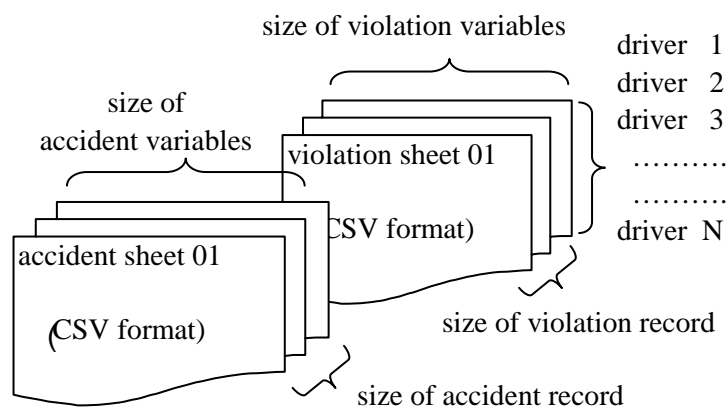 size of violation variables
driver 1
driver 2
driver 3
..........
..........
driver N
size of
accident variables
violation sheet 01
CSV format)
accident sheet 01
(CSV format)
size of violation record
size of accident record